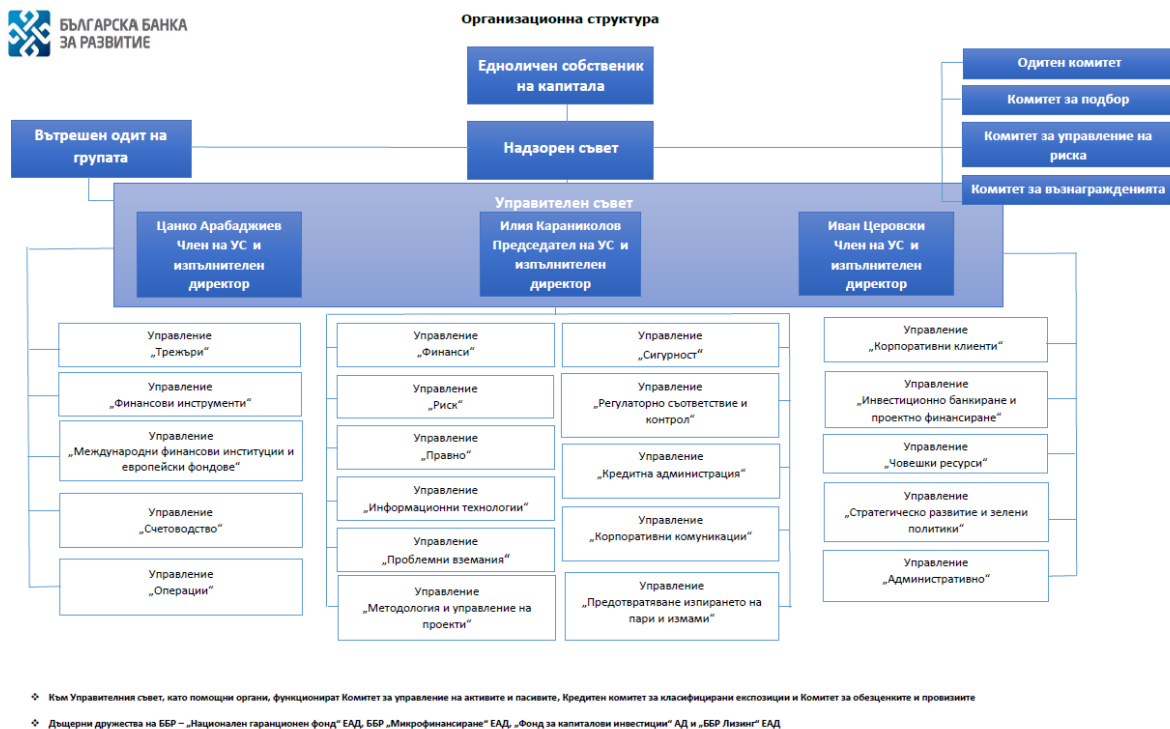 БЪЛГАРСКА БАНКА
ЗА РАЗВИТИЕ
Организационна структура
Едноличен собственик
на капитала
Одитен комитет
Комитет за подбор
Вътрешен одит на
групата
Надзорен съвет
Комитет за управление на
риска
Комитет за възнагражденията
Управителен съвет
Цанко Арабаджиев
Член на УС и
изпълнителен
директор
Илия Караниколов
Председател на УС и
изпълнителен
директор
Иван Церовски
Член на УС и
изпълнителен
директор
Управление
„Трежъри“
Управление
„Финансови инструменти“
Управление
„Международни финансови институции и
европейски фондове“
Управление
„Счетоводство“
Управление
„Операции“
Управление
„Финанси“
Управление
„Риск“
Управление
„Правно“
Управление
„Информационни технологии“
Управление
„Проблемни вземания“
Управление
„Методология и управление на
проекти“
Управление
„Сигурност“
Управление
„Регулаторно съответствие и
контрол“
Управление
„Кредитна администрация“
Управление
„Корпоративни комуникации“
Управление
„Предотвратяване изпирането на
пари и измами“
Управление
„Корпоративни клиенти“
Управление
„Инвестиционно банкиране и
проектно финансиране“
Управление
„Човешки ресурси“
Управление
„Стратегическо развитие и зелени
политики“
Управление
„Административно“
❖ Към Управителния съвет, като помощни органи, функционират Комитет за управление на активите и пасивите, Кредитен комитет за класифицирани експозиции и Комитет за обезценките и провизиите
❖ Дъщерни дружества на ББР – „Национален гаранционен фонд“ ЕАД, ББР „Микрофинансиране“ ЕАД, „Фонд за капиталови инвестиции“ АД и „ББР Лизинг“ ЕАД